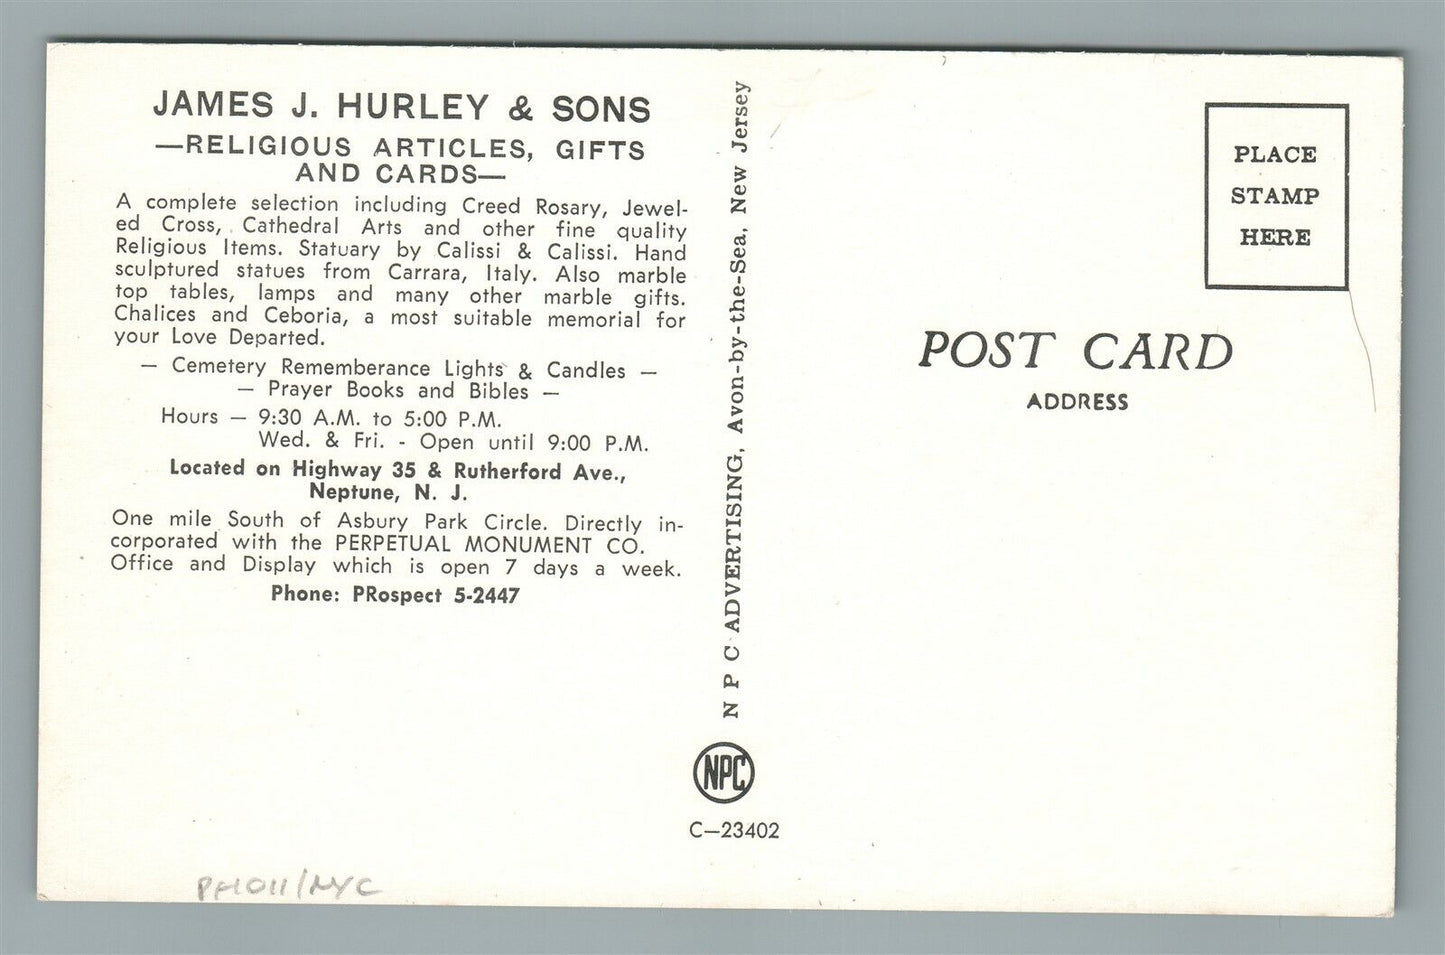 JAMES J. HURLEY & SONS
—RELIGIOUS ARTICLES, GIFTS
AND CARDS—
A complete selection including Creed Rosary, Jewel-
ed Cross, Cathedral Arts and other fine quality
Religious Items. Statuary by Calissi & Calissi. Hand
sculptured statues from Carrara, Italy. Also marble
top tables, lamps and many other marble gifts.
Chalices and Ceboria, a most suitable memorial for
your Love Departed.
— Cemetery Rememberance Lights & Candles —
— Prayer Books and Bibles —
Hours — 9:30 A.M. to 5:00 P.M.
Wed. & Fri. - Open until 9:00 P.M.
Located on Highway 35 & Rutherford Ave.,
Neptune, N. J.
One mile South of Asbury Park Circle. Directly in-
corporated with the PERPETUAL MONUMENT CO.
Office and Display which is open 7 days a week.
Phone: PRospect 5-2447
N P C ADVERTISING, Avon-by-the-Sea, New Jersey
NPC
C—23402
PLACE
STAMP
HERE
POST CARD
ADDRESS